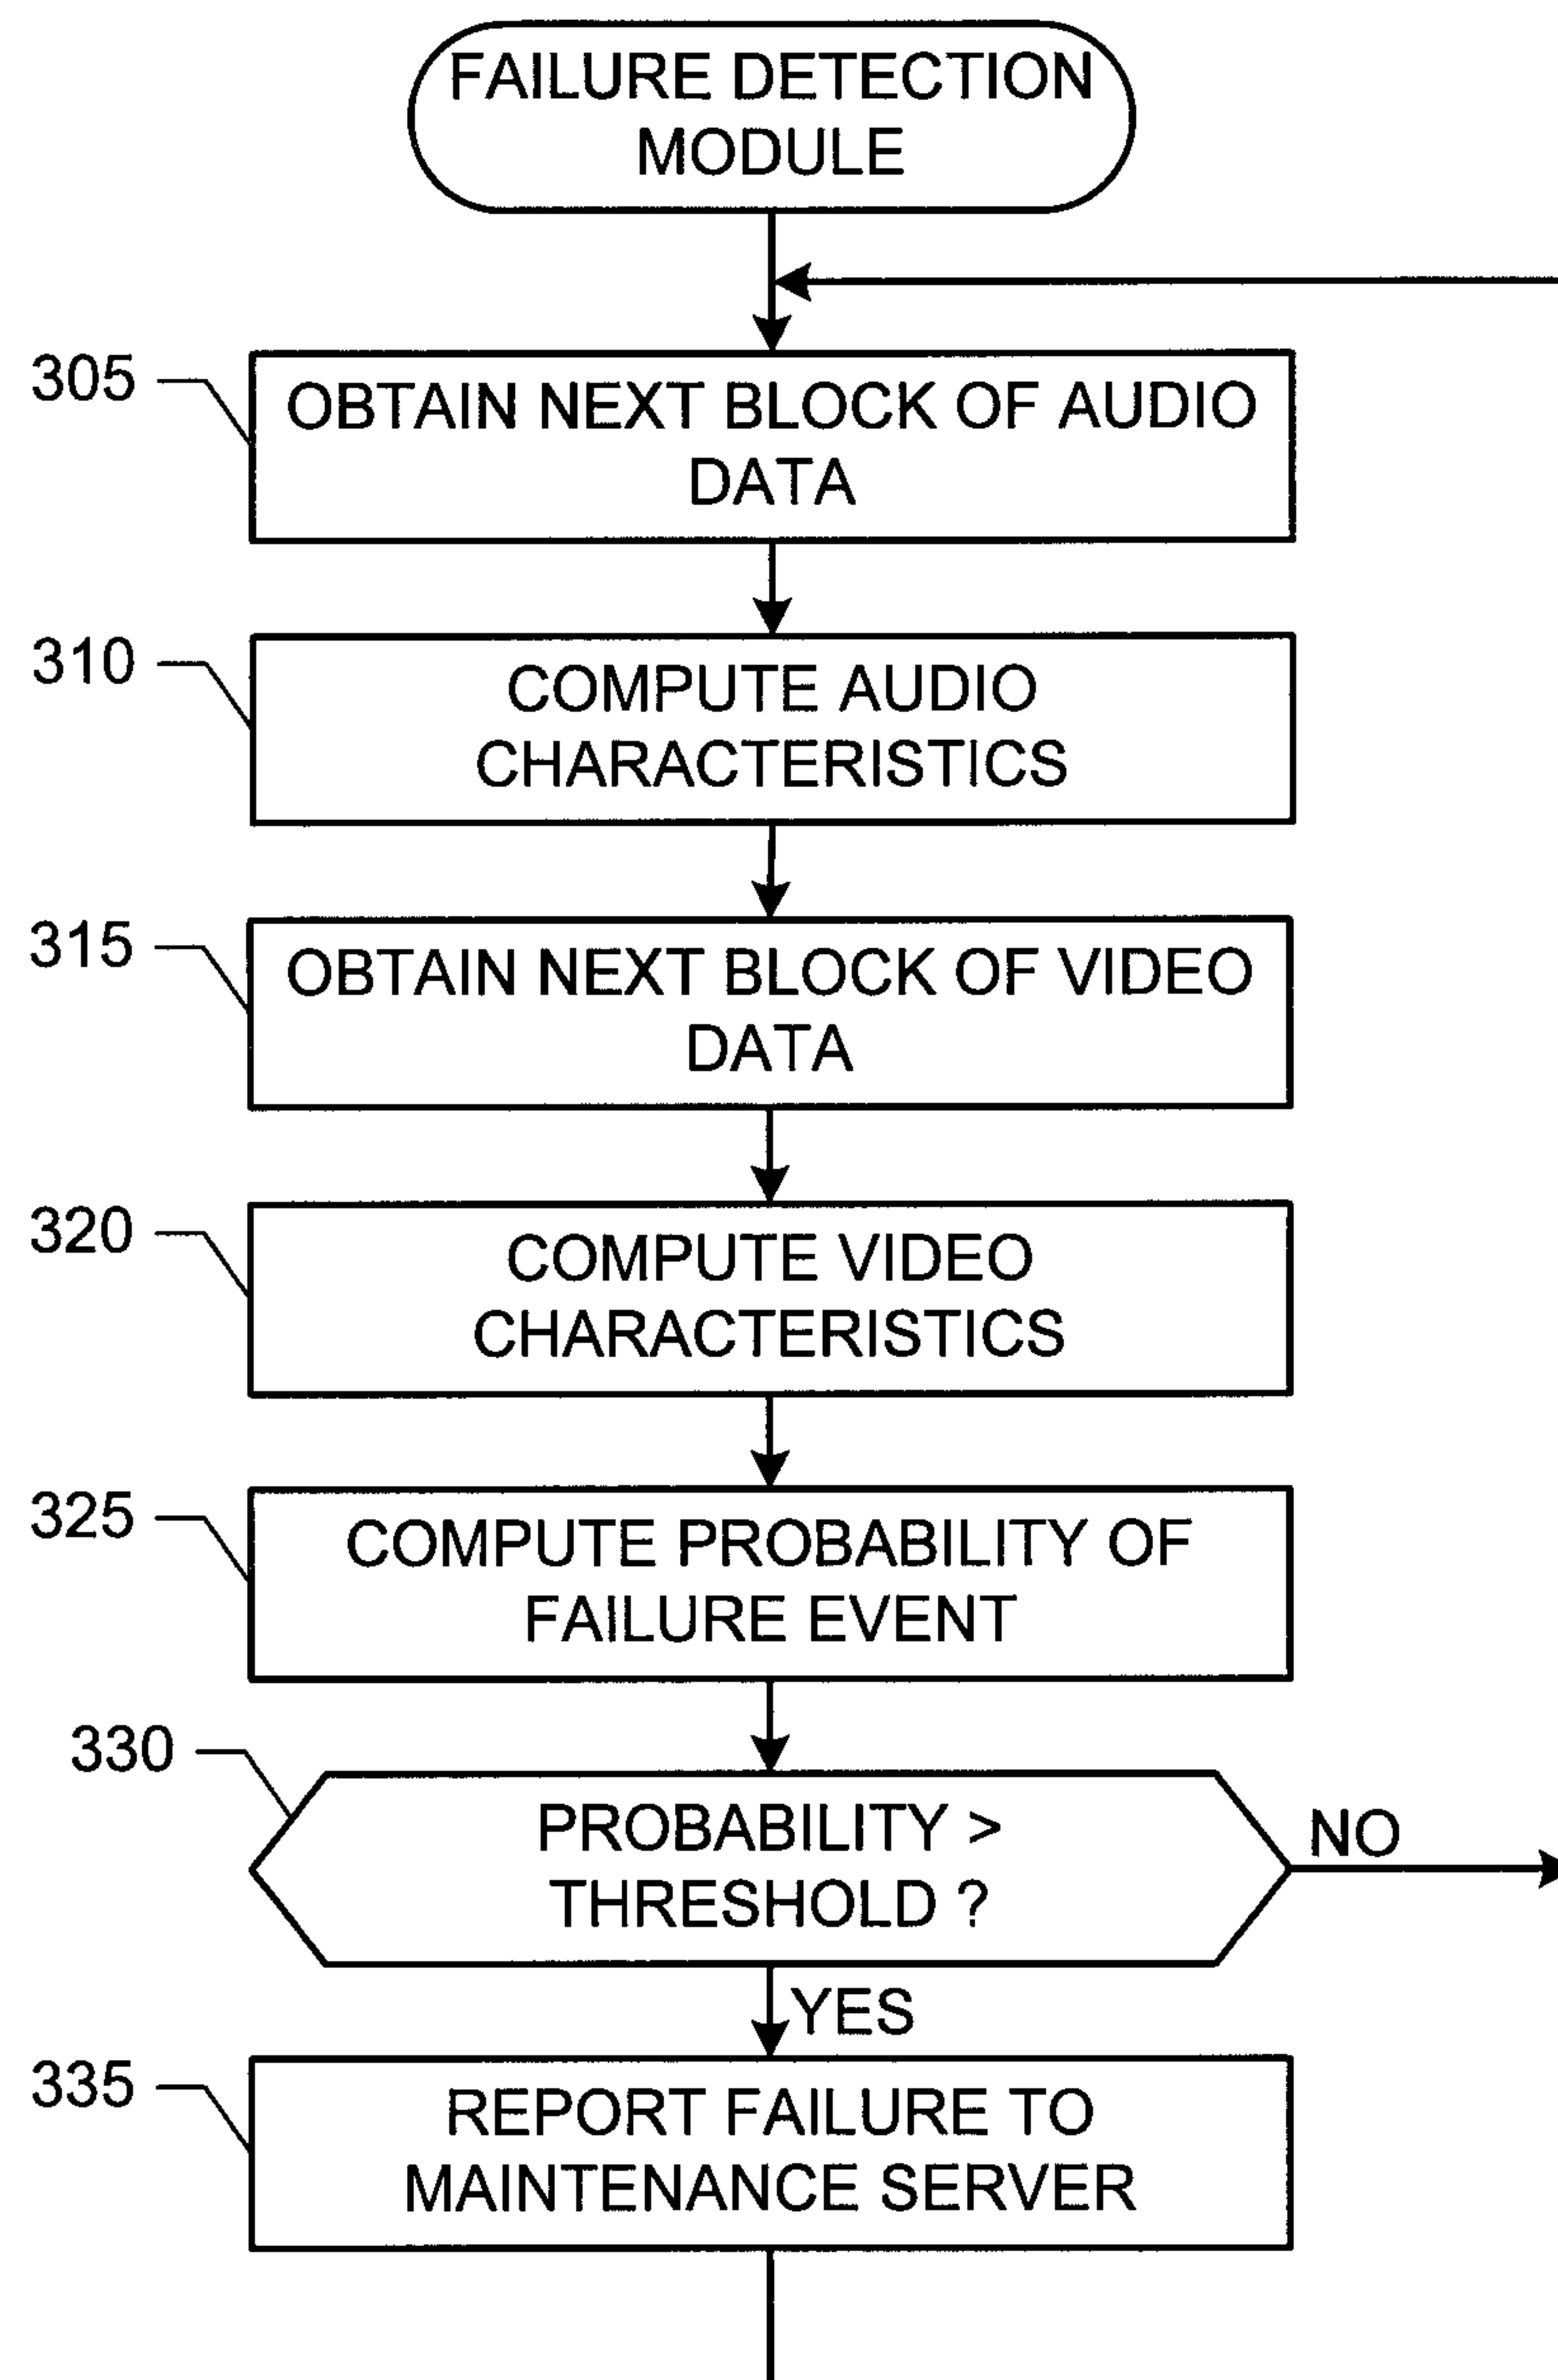 FAILURE DETECTION
MODULE
305
OBTAIN NEXT BLOCK OF AUDIO
DATA
310
COMPUTE AUDIO
CHARACTERISTICS
315
OBTAIN NEXT BLOCK OF VIDEO
DATA
320
COMPUTE VIDEO
CHARACTERISTICS
325
COMPUTE PROBABILITY OF
FAILURE EVENT
330
PROBABILITY >
THRESHOLD ?
NO
YES
335
REPORT FAILURE TO
MAINTENANCE SERVER